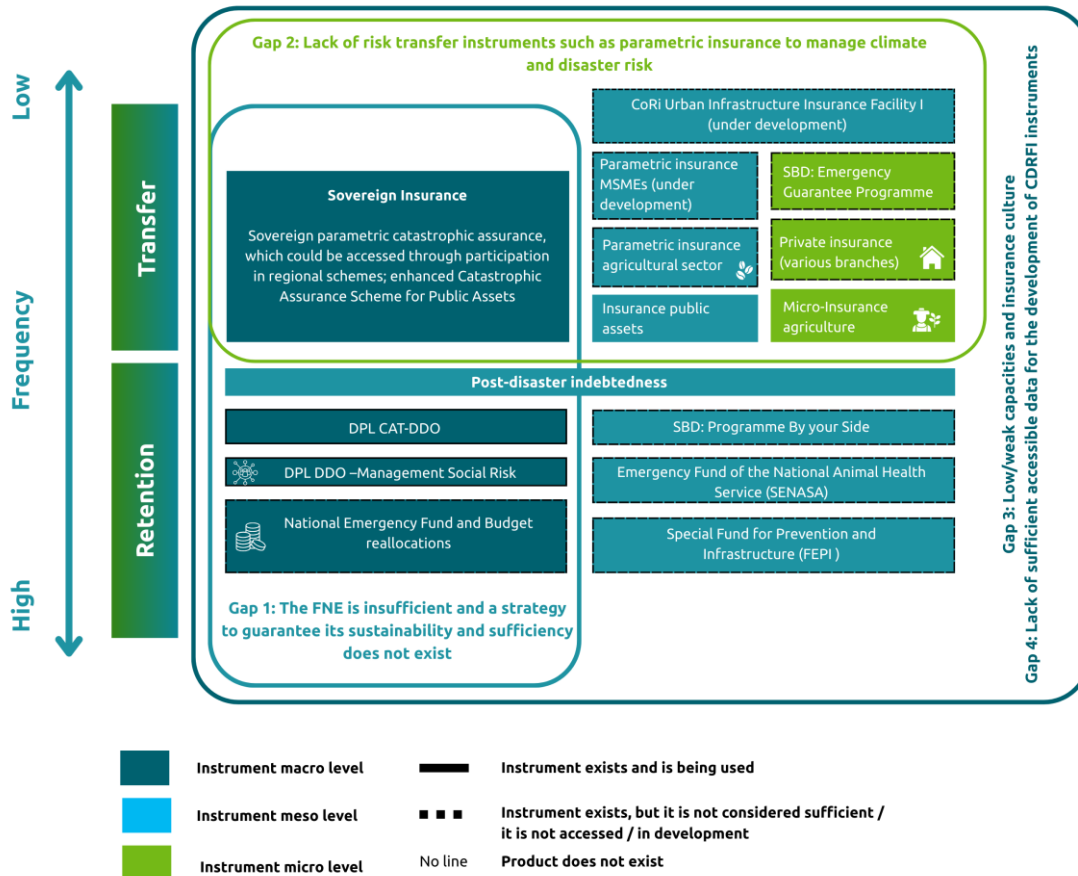 Gap 2: Lack of risk transfer instruments such as parametric insurance to manage climate
and disaster risk
Low
Frequency
High
Transfer
Retention
Sovereign Insurance
Sovereign parametric catastrophic assurance,
which could be accessed through participation
in regional schemes; enhanced Catastrophic
Assurance Scheme for Public Assets
CoRi Urban Infrastructure Insurance Facility I
(under development)
Parametric insurance
MSMEs (under
development)
SBD: Emergency
Guarantee Programme
Parametric insurance
agricultural sector
Private insurance
(various branches)
Insurance public
assets
Micro-Insurance
agriculture
Post-disaster indebtedness
DPL CAT-DDO
SBD: Programme By your Side
DPL DDO –Management Social Risk
Emergency Fund of the National Animal Health
Service (SENASA)
National Emergency Fund and Budget
reallocations
Special Fund for Prevention and
Infrastructure (FEPI )
Gap 1: The FNE is insufficient and a strategy
to guarantee its sustainability and sufficiency
does not exist
Gap 3: Low/weak capacities and insurance culture
Gap 4: Lack of sufficient accessible data for the development of CDRFI instruments
Instrument macro level
Instrument exists and is being used
Instrument meso level
Instrument exists, but it is not considered sufficient /
it is not accessed / in development
Instrument micro level
No line
Product does not exist